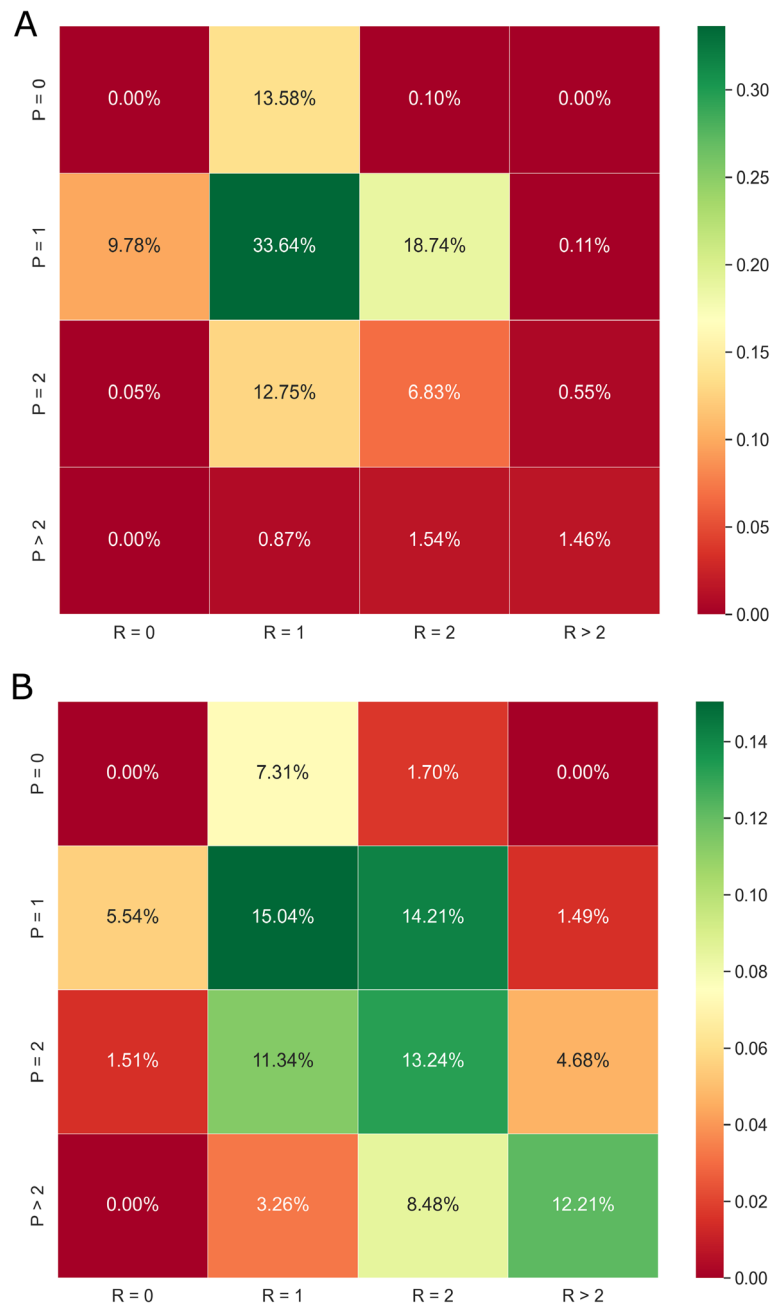 A
P = 0
0.00% 13.58% 0.10% 0.00%
0.30
0.25
P = 1
9.78% 33.64% 18.74% 0.11%
0.20
0.15
P = 2
0.05% 12.75% 6.83% 0.55%
0.10
P > 2
0.00% 0.87% 1.54% 1.46%
0.05
0.00
R = 0 R = 1 R = 2 R > 2
B
P = 0
0.00% 7.31% 1.70% 0.00%
0.14
0.12
P = 1
5.54% 15.04% 14.21% 1.49%
0.10
0.08
P = 2
1.51% 11.34% 13.24% 4.68%
0.06
0.04
P > 2
0.00% 3.26% 8.48% 12.21%
0.02
0.00
R = 0 R = 1 R = 2 R > 2